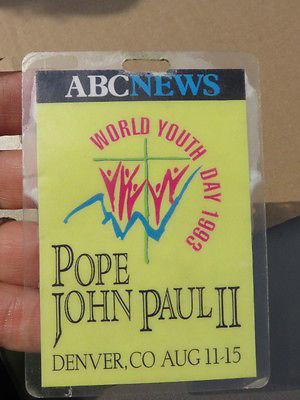 ABCNEWS
WORLD YOUTH DAY 1993
POPE
JOHN PAUL II
DENVER, CO AUG 11-15